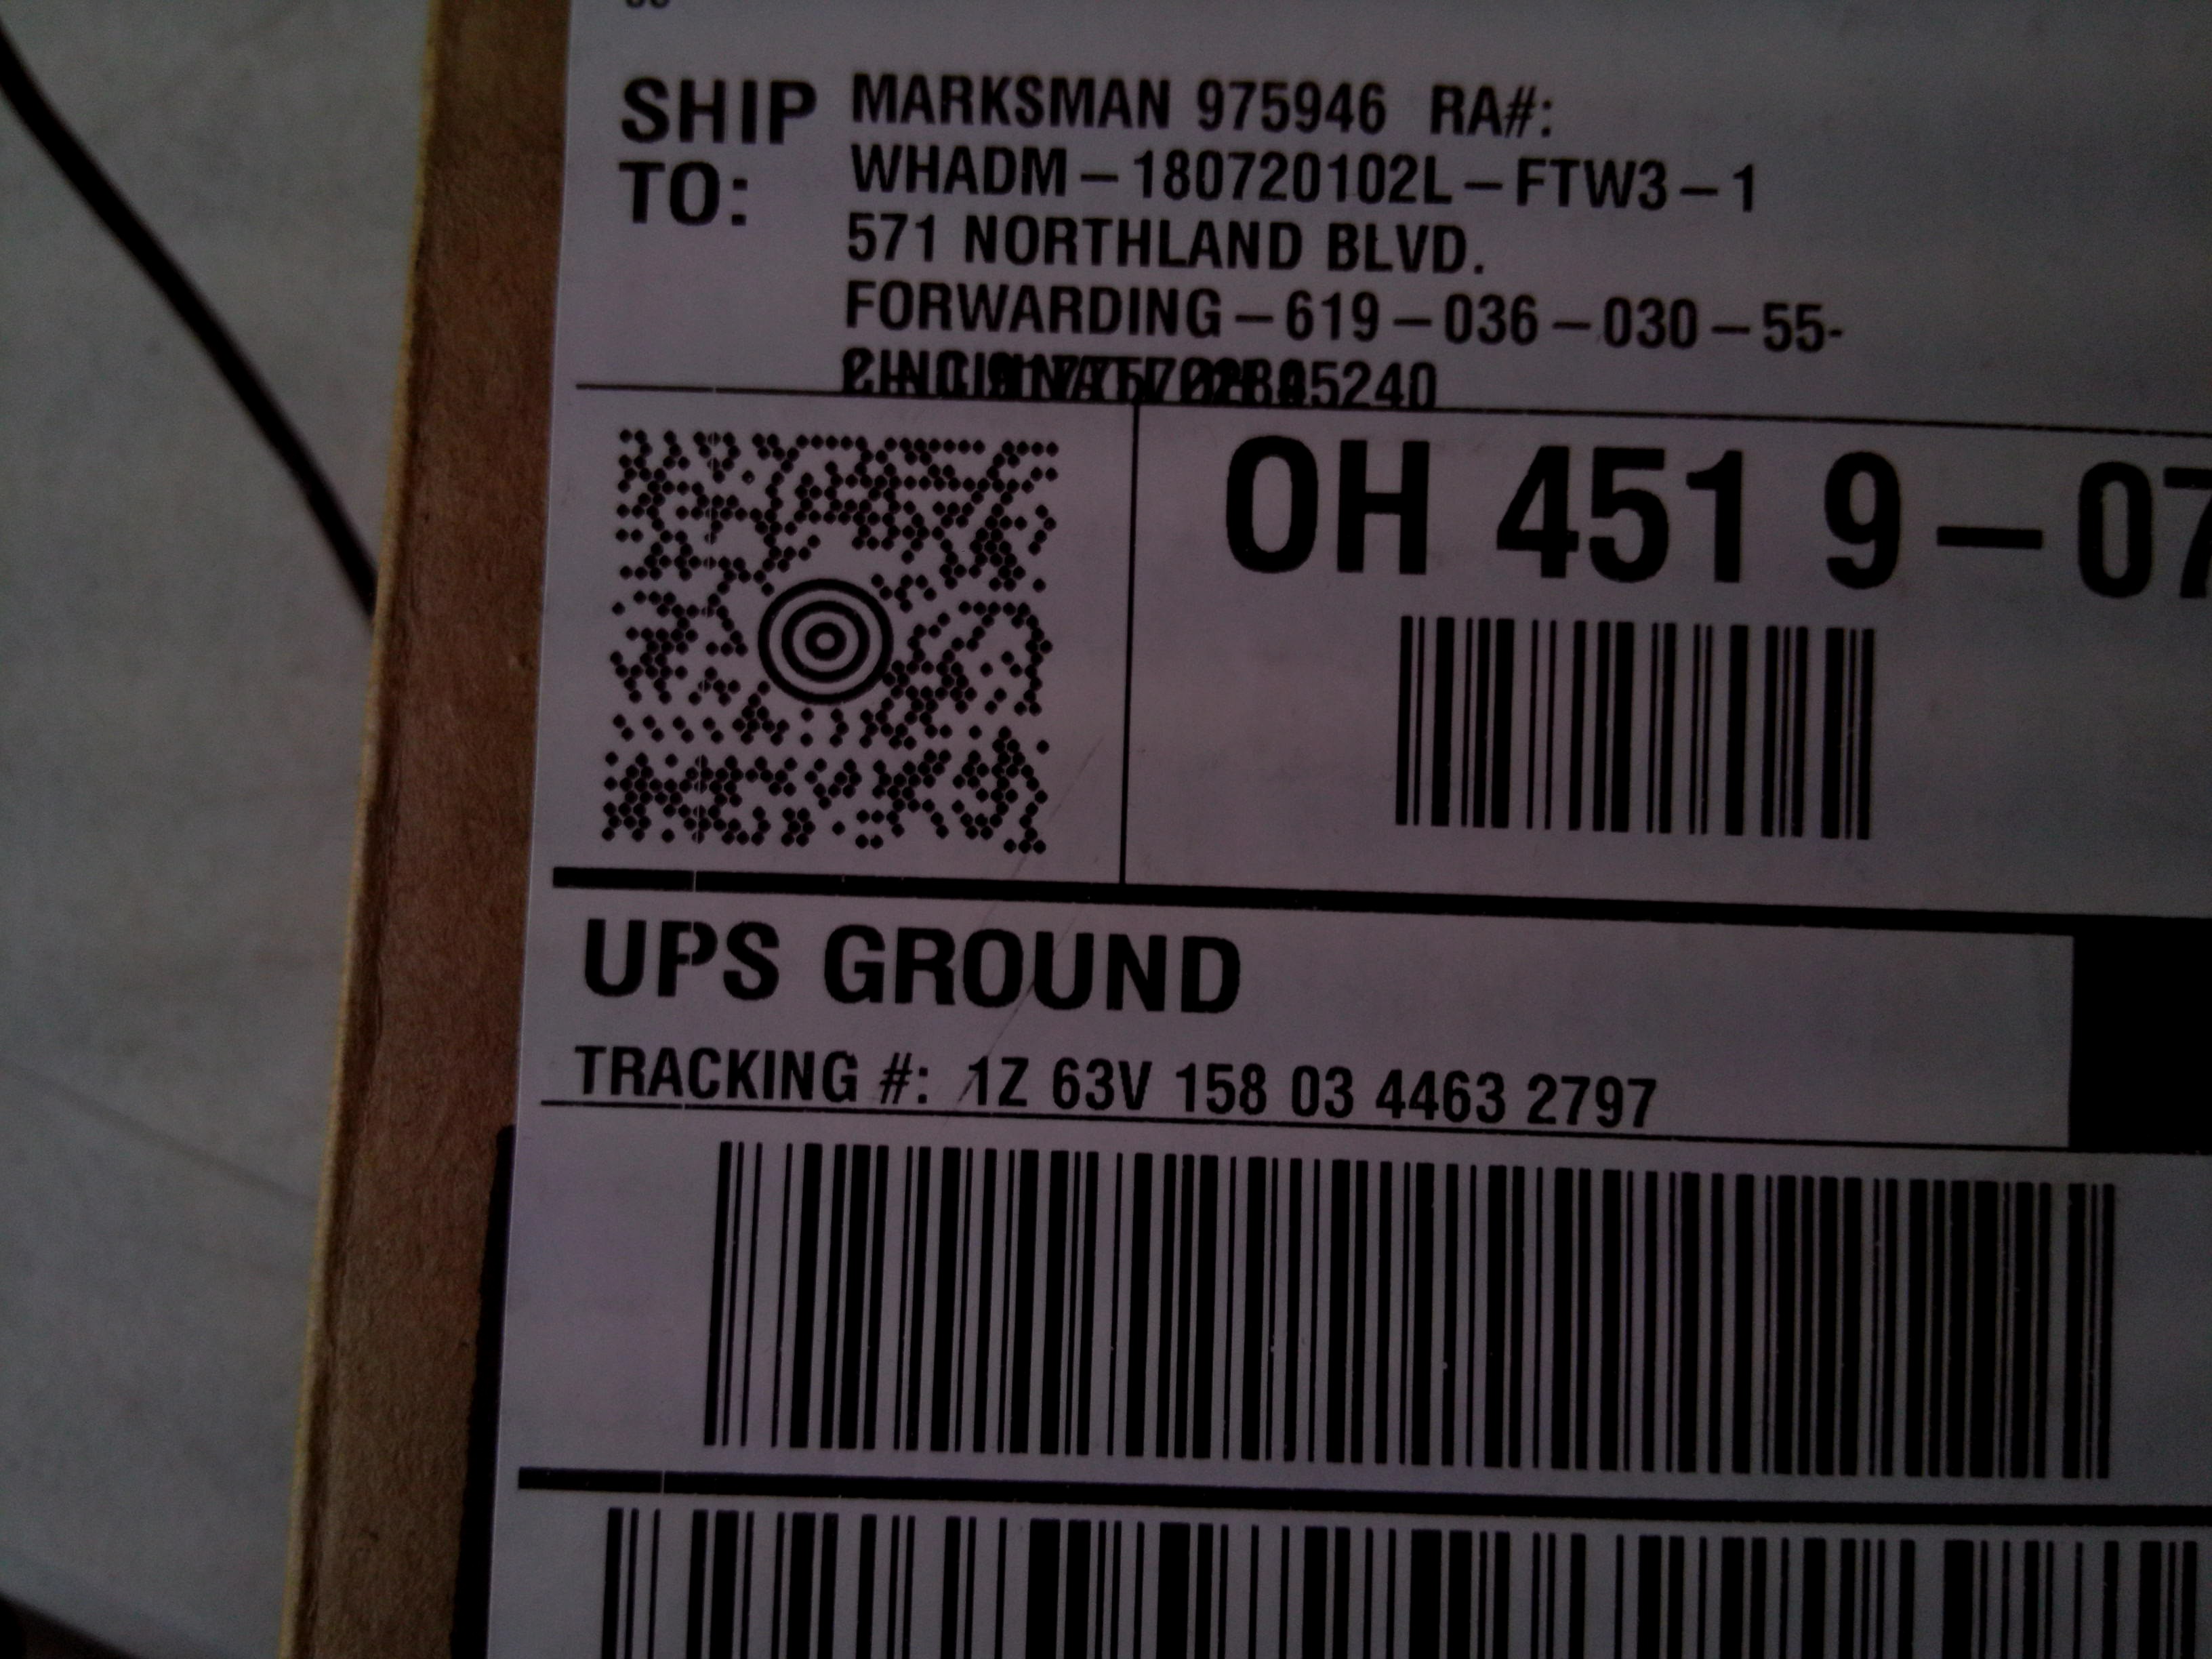 SHIP TO:
MARKSMAN 975946 RA#:
WHADM-180720102L-FTW3-1
571 NORTHLAND BLVD.
FORWARDING-619-036-030-55-
OH 451 9-07
UPS GROUND
TRACKING #: 1Z 63V 158 03 4463 2797